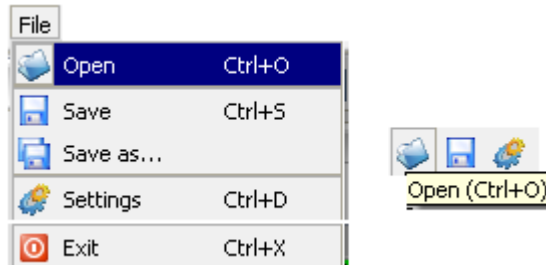 File
Open Ctrl+O
Save Ctrl+S
Save as...
Settings Ctrl+D
Exit Ctrl+X
Open (Ctrl+O)